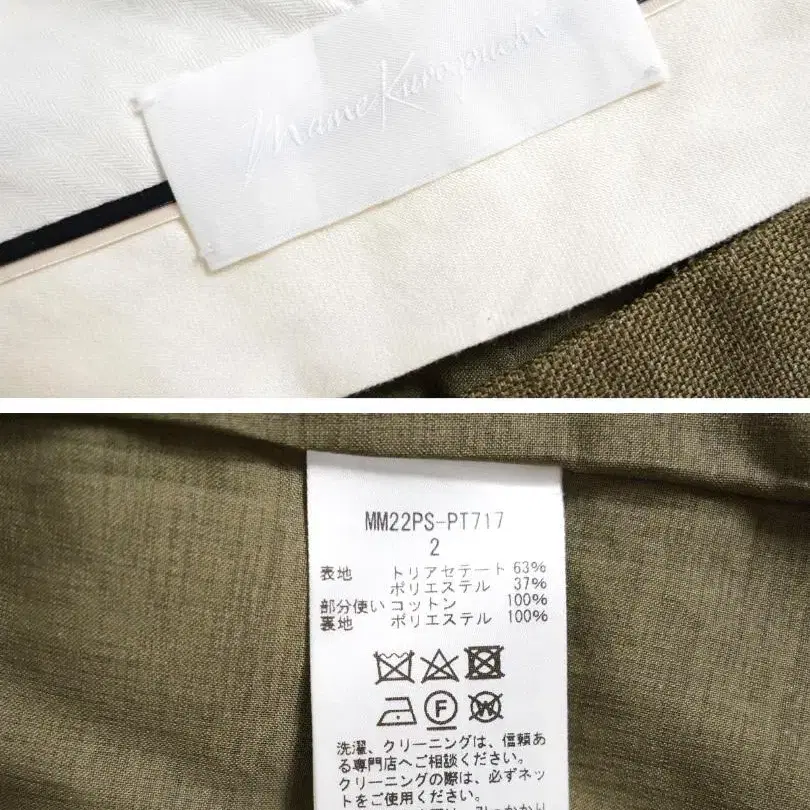 Mame Kurogouchi
MM22PS-PT717
2
表地 トリアセテート 63%
ポリエステル 37%
部分使い コットン 100%
裏地 ポリエステル 100%
F W
洗濯、クリーニングは、信頼あ
る専門店へご相談ください。
クリーニングの際は、必ずネッ
トをご使用ください。